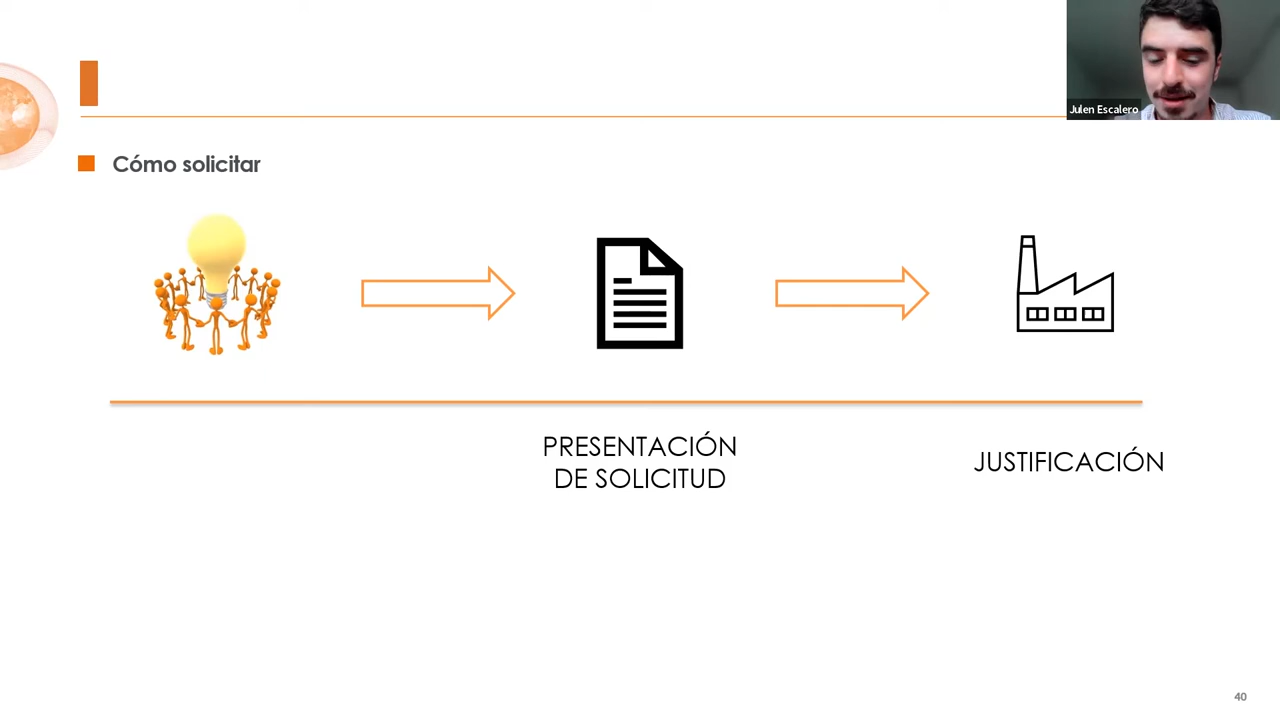 Julen Escalero
Cómo solicitar
PRESENTACIÓN
DE SOLICITUD
JUSTIFICACIÓN
40